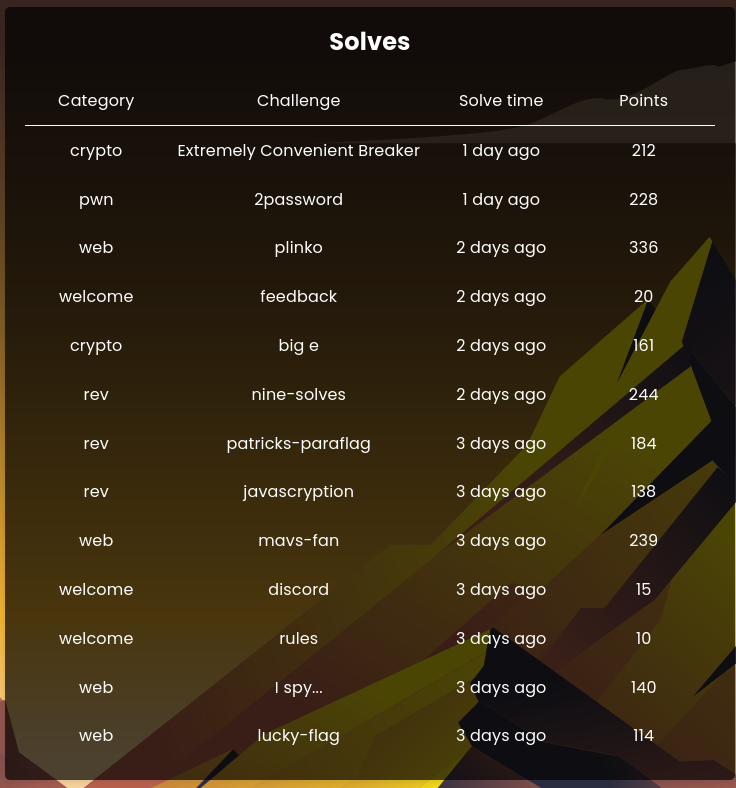 Solves
Category Challenge Solve time Points
crypto Extremely Convenient Breaker 1 day ago 212
pwn 2password 1 day ago 228
web plinko 2 days ago 336
welcome feedback 2 days ago 20
crypto big e 2 days ago 161
rev nine-solves 2 days ago 244
rev patricks-paraflag 3 days ago 184
rev javascryption 3 days ago 138
web mavs-fan 3 days ago 239
welcome discord 3 days ago 15
welcome rules 3 days ago 10
web I spy... 3 days ago 140
web lucky-flag 3 days ago 114